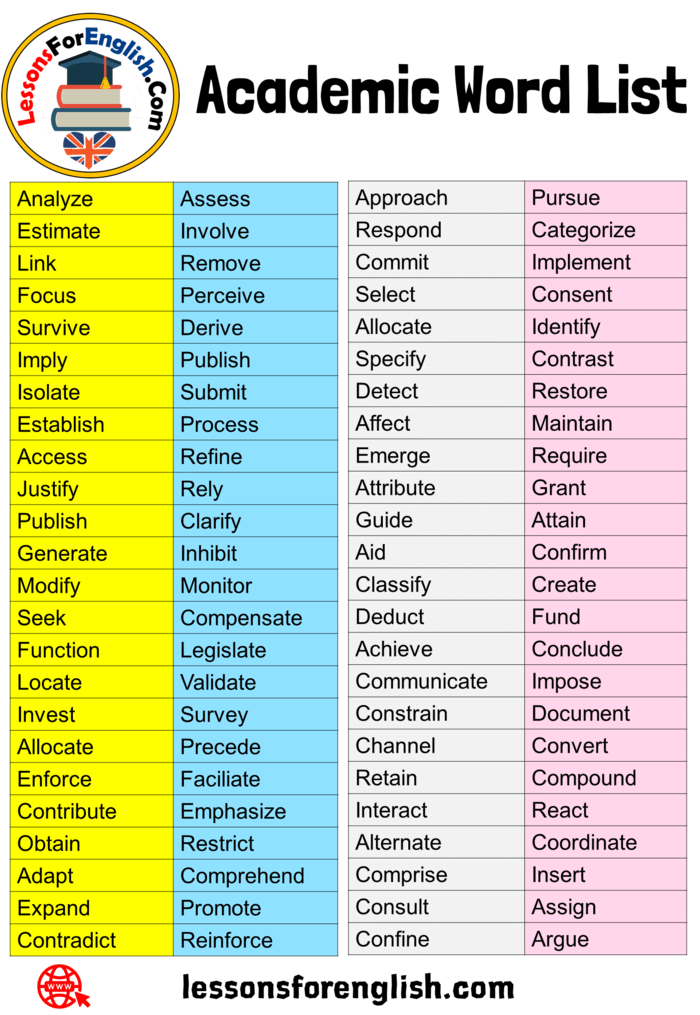 LessonsForEnglish.Com
Academic Word List
Analyze Assess Approach Pursue
Estimate Involve Respond Categorize
Link Remove Commit Implement
Focus Perceive Select Consent
Survive Derive Allocate Identify
Imply Publish Specify Contrast
Isolate Submit Detect Restore
Establish Process Affect Maintain
Access Refine Emerge Require
Justify Rely Attribute Grant
Publish Clarify Guide Attain
Generate Inhibit Aid Confirm
Modify Monitor Classify Create
Seek Compensate Deduct Fund
Function Legislate Achieve Conclude
Locate Validate Communicate Impose
Invest Survey Constrain Document
Allocate Precede Channel Convert
Enforce Faciliate Retain Compound
Contribute Emphasize Interact React
Obtain Restrict Alternate Coordinate
Adapt Comprehend Comprise Insert
Expand Promote Consult Assign
Contradict Reinforce Confine Argue
WWW
lessonsforenglish.com